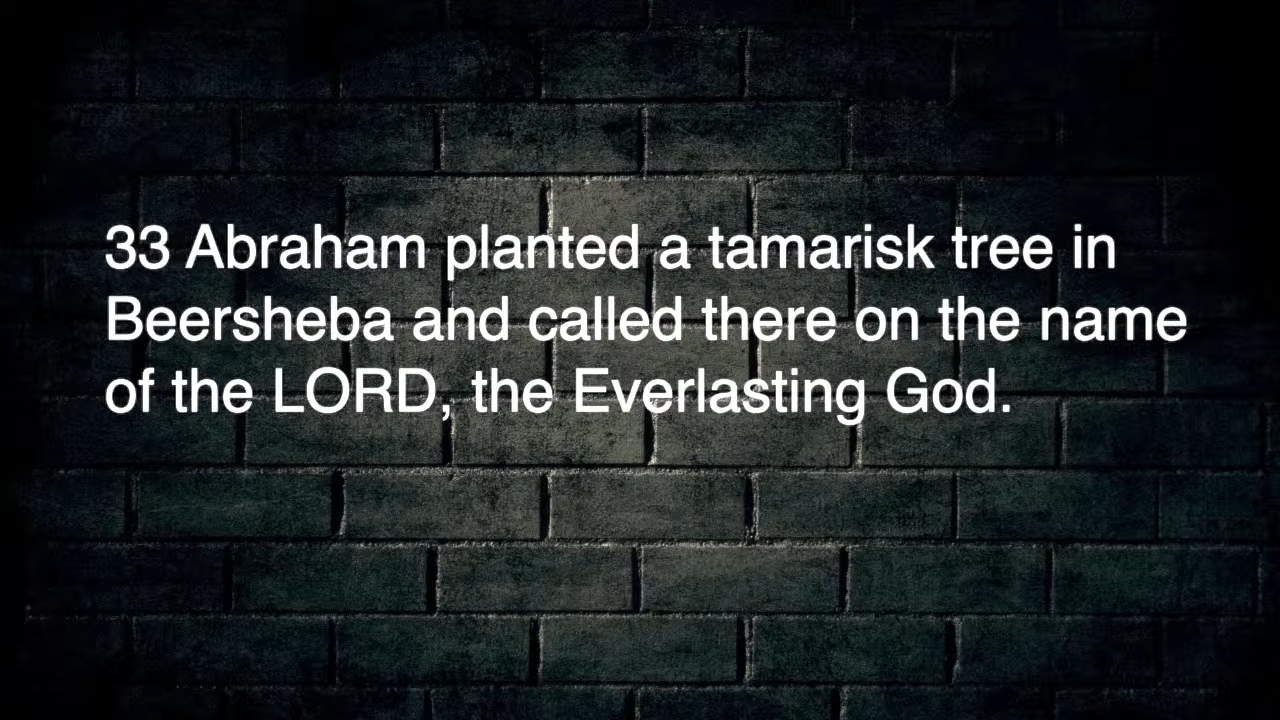 33 Abraham planted a tamarisk tree in
Beersheba and called there on the name
of the LORD, the Everlasting God.